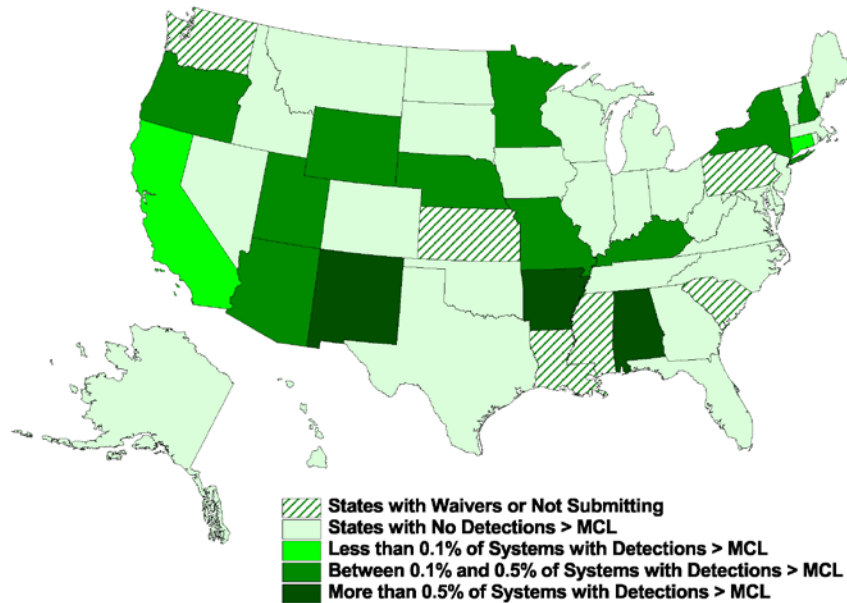 States with Waivers or Not Submitting
States with No Detections > MCL
Less than 0.1% of Systems with Detections > MCL
Between 0.1% and 0.5% of Systems with Detections > MCL
More than 0.5% of Systems with Detections > MCL